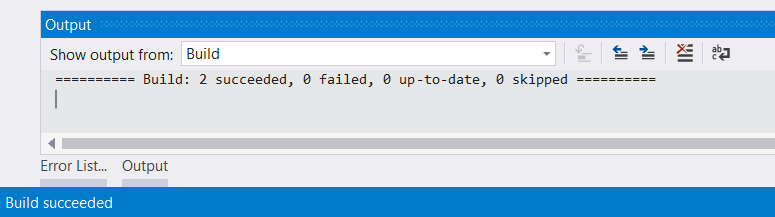 Output
Show output from: Build
========== Build: 2 succeeded, 0 failed, 0 up-to-date, 0 skipped ==========
Error List... Output
Build succeeded